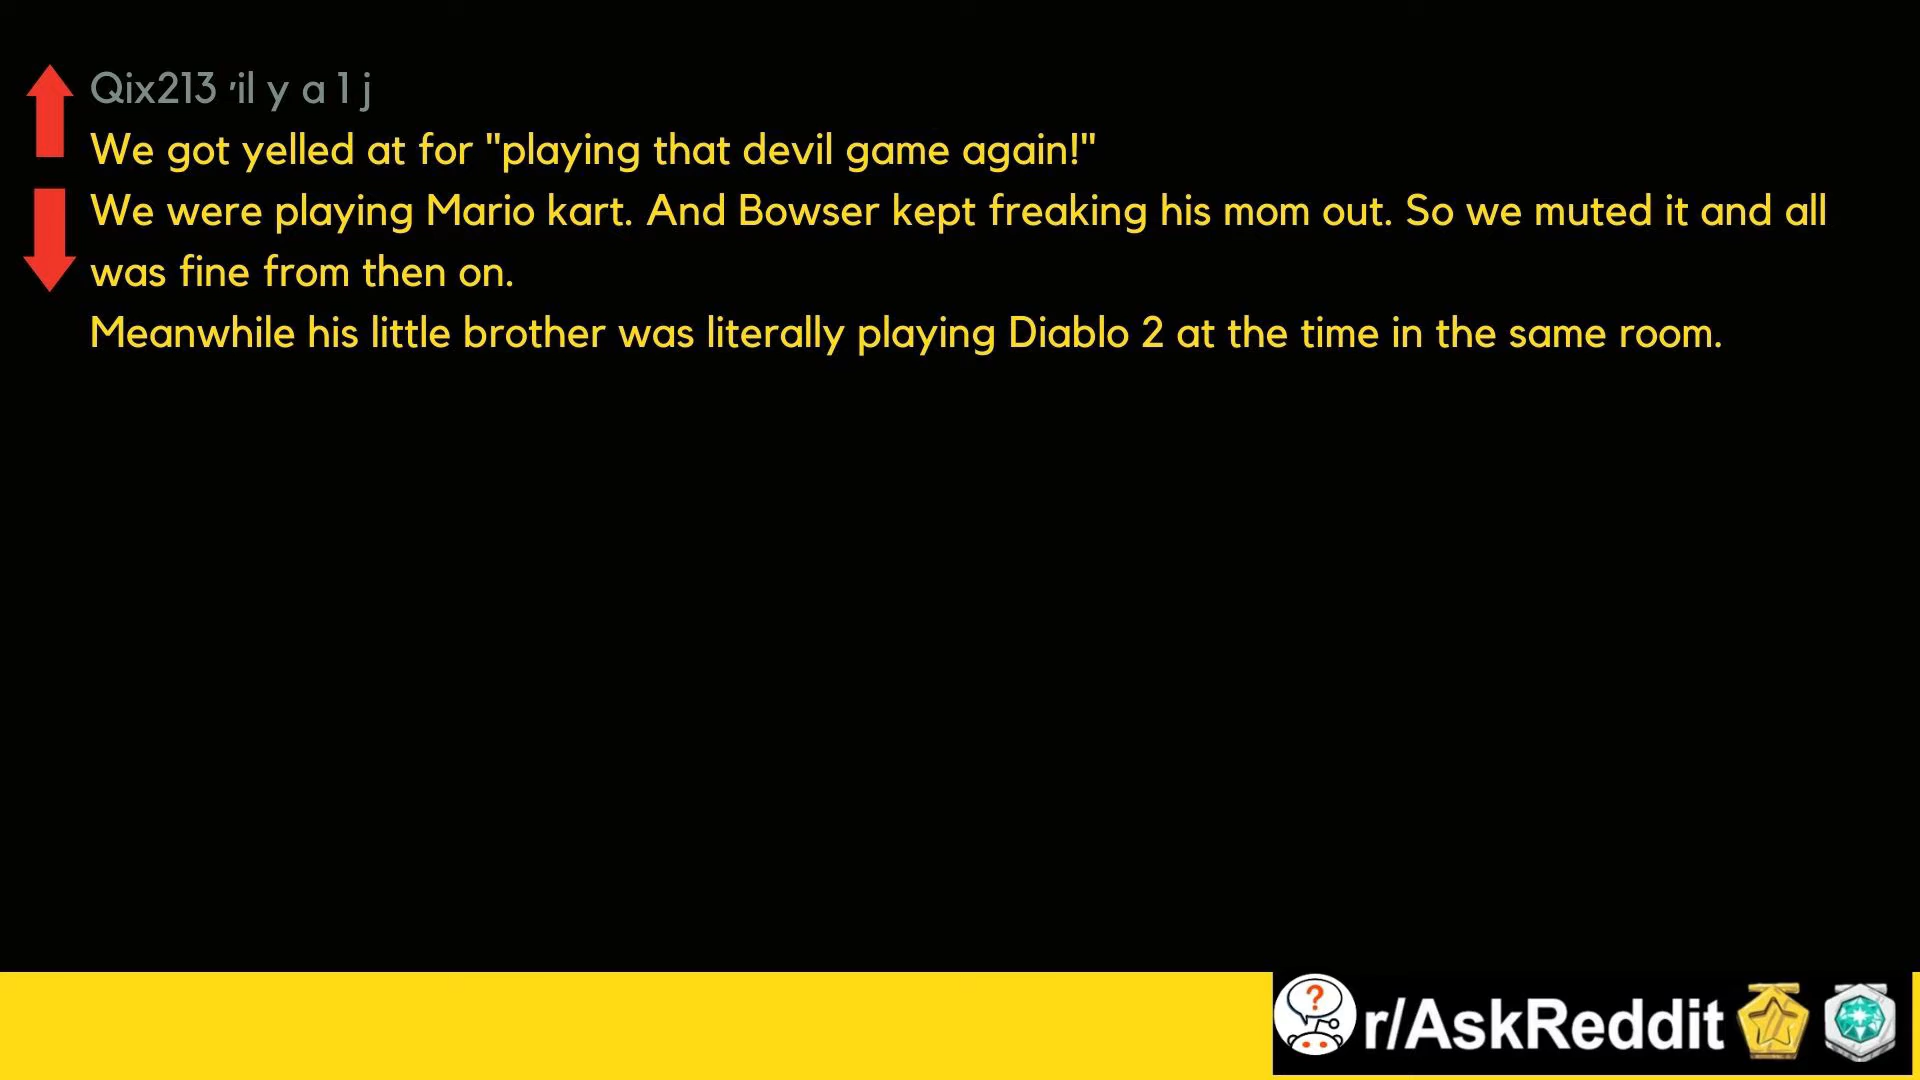 Qix213 ·il y a 1 j
We got yelled at for "playing that devil game again!"
We were playing Mario kart. And Bowser kept freaking his mom out. So we muted it and all
was fine from then on.
Meanwhile his little brother was literally playing Diablo 2 at the time in the same room.
?
r/AskReddit